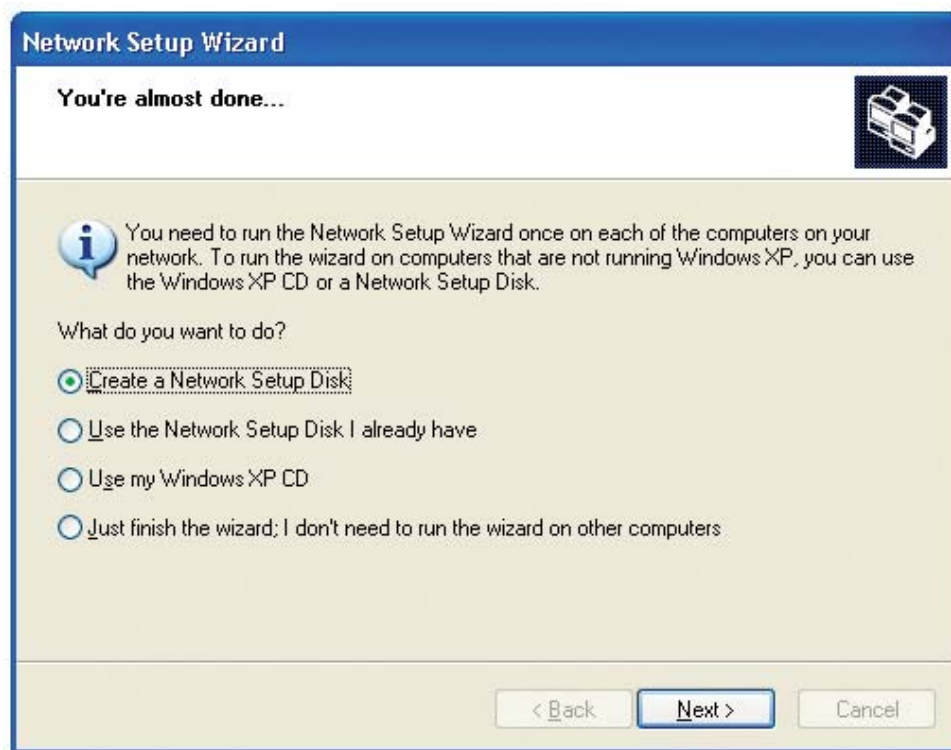 Network Setup Wizard
You're almost done...
You need to run the Network Setup Wizard once on each of the computers on your
network. To run the wizard on computers that are not running Windows XP, you can use
the Windows XP CD or a Network Setup Disk.
What do you want to do?
Create a Network Setup Disk
Use the Network Setup Disk I already have
Use my Windows XP CD
Just finish the wizard; I don't need to run the wizard on other computers
< Back Next > Cancel